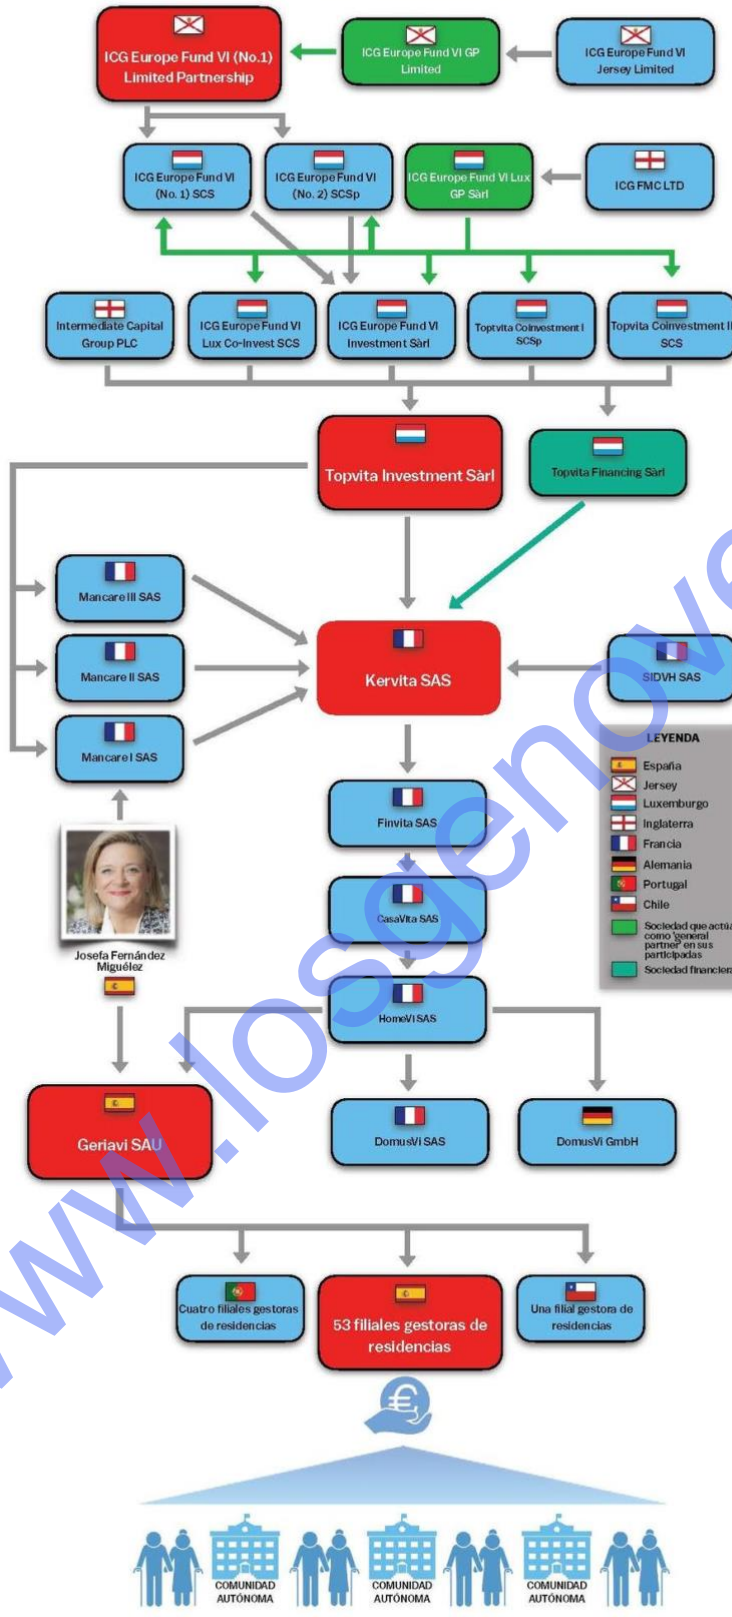 ICG Europe Fund VI (No.1)
Limited Partnership
ICG Europe Fund VI GP
Limited
ICG Europe Fund VI
Jersey Limited
ICG Europe Fund VI
(No. 1) SCS
ICG Europe Fund VI
(No. 2) SCSp
ICG Europe Fund VI Lux
GP Sàrl
ICG FMC LTD
Intermediate Capital
Group PLC
ICG Europe Fund VI
Lux Co-Invest SCS
ICG Europe Fund VI
Investment Sàrl
Toptvita Coinvestment I
SCSp
Topvita Coinvestment II
SCS
Topvita Investment Sàrl
Topvita Financing Sàrl
Mancare III SAS
Mancare II SAS
Mancare I SAS
Kervita SAS
SIDVH SAS
LEYENDA
España
Jersey
Luxemburgo
Inglaterra
Francia
Alemania
Portugal
Chile
Sociedad que actúa
como 'general
partner' en sus
participadas
Sociedad financiera
Finvita SAS
CasaVita SAS
HomeVi SAS
Josefa Fernández
Miguélez
Geriavi SAU
DomusVi SAS
DomusVi GmbH
Cuatro filiales gestoras
de residencias
53 filiales gestoras de
residencias
Una filial gestora de
residencias
€
COMUNIDAD
AUTÓNOMA
COMUNIDAD
AUTÓNOMA
COMUNIDAD
AUTÓNOMA
www.losgenove